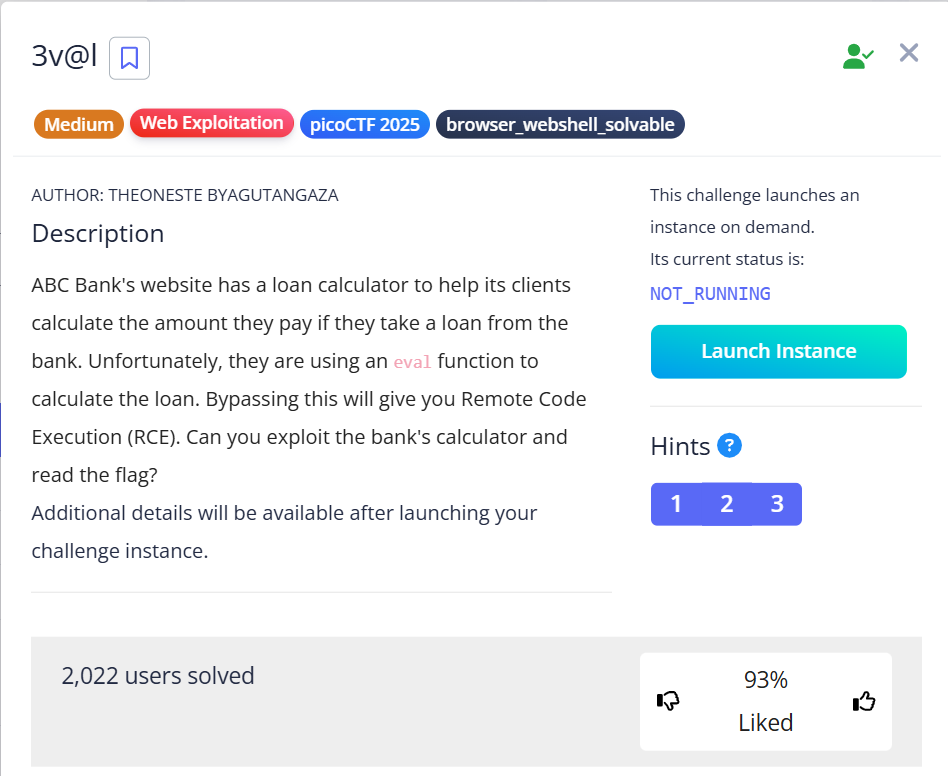 3v@l
Medium
Web Exploitation
picoCTF 2025
browser_webshell_solvable
AUTHOR: THEONESTE BYAGUTANGAZA
Description
ABC Bank's website has a loan calculator to help its clients
calculate the amount they pay if they take a loan from the
bank. Unfortunately, they are using an eval function to
calculate the loan. Bypassing this will give you Remote Code
Execution (RCE). Can you exploit the bank's calculator and
read the flag?
Additional details will be available after launching your
challenge instance.
This challenge launches an
instance on demand.
Its current status is:
NOT_RUNNING
Launch Instance
Hints ?
1 2 3
2,022 users solved
93%
Liked